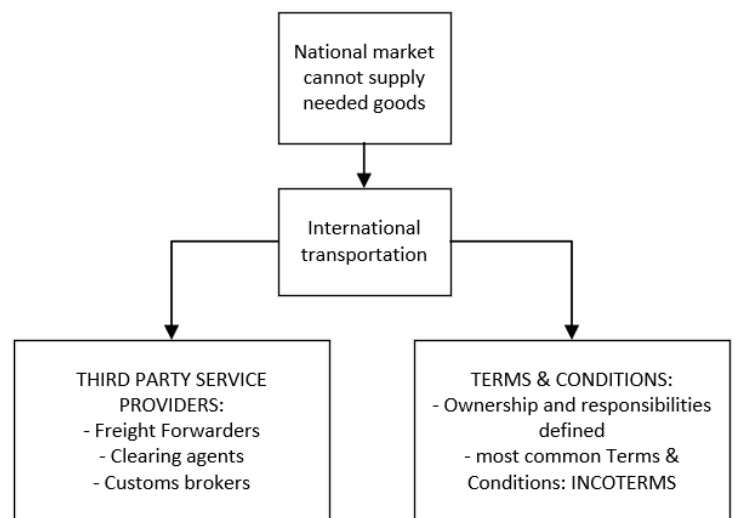 National market
cannot supply
needed goods
International
transportation
THIRD PARTY SERVICE
PROVIDERS:
- Freight Forwarders
- Clearing agents
- Customs brokers
TERMS & CONDITIONS:
- Ownership and responsibilities
defined
- most common Terms &
Conditions: INCOTERMS